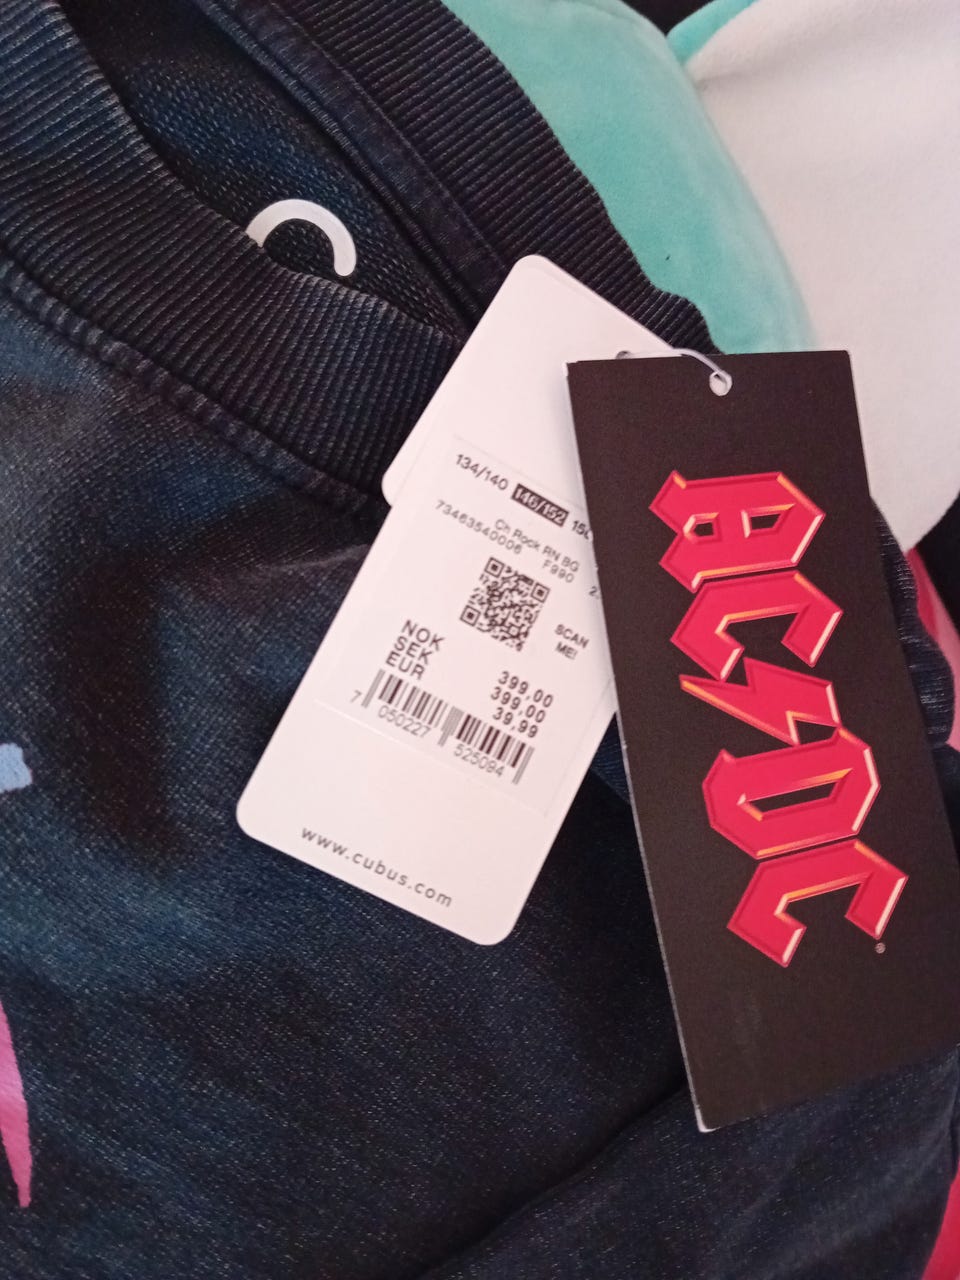 134/140 146/152
Ch Rock RN BG
73463540006 F990
SCAN
ME!
NOK 399,00
SEK 399,00
EUR 39,99
7 050227 525094
www.cubus.com
AC DC
®